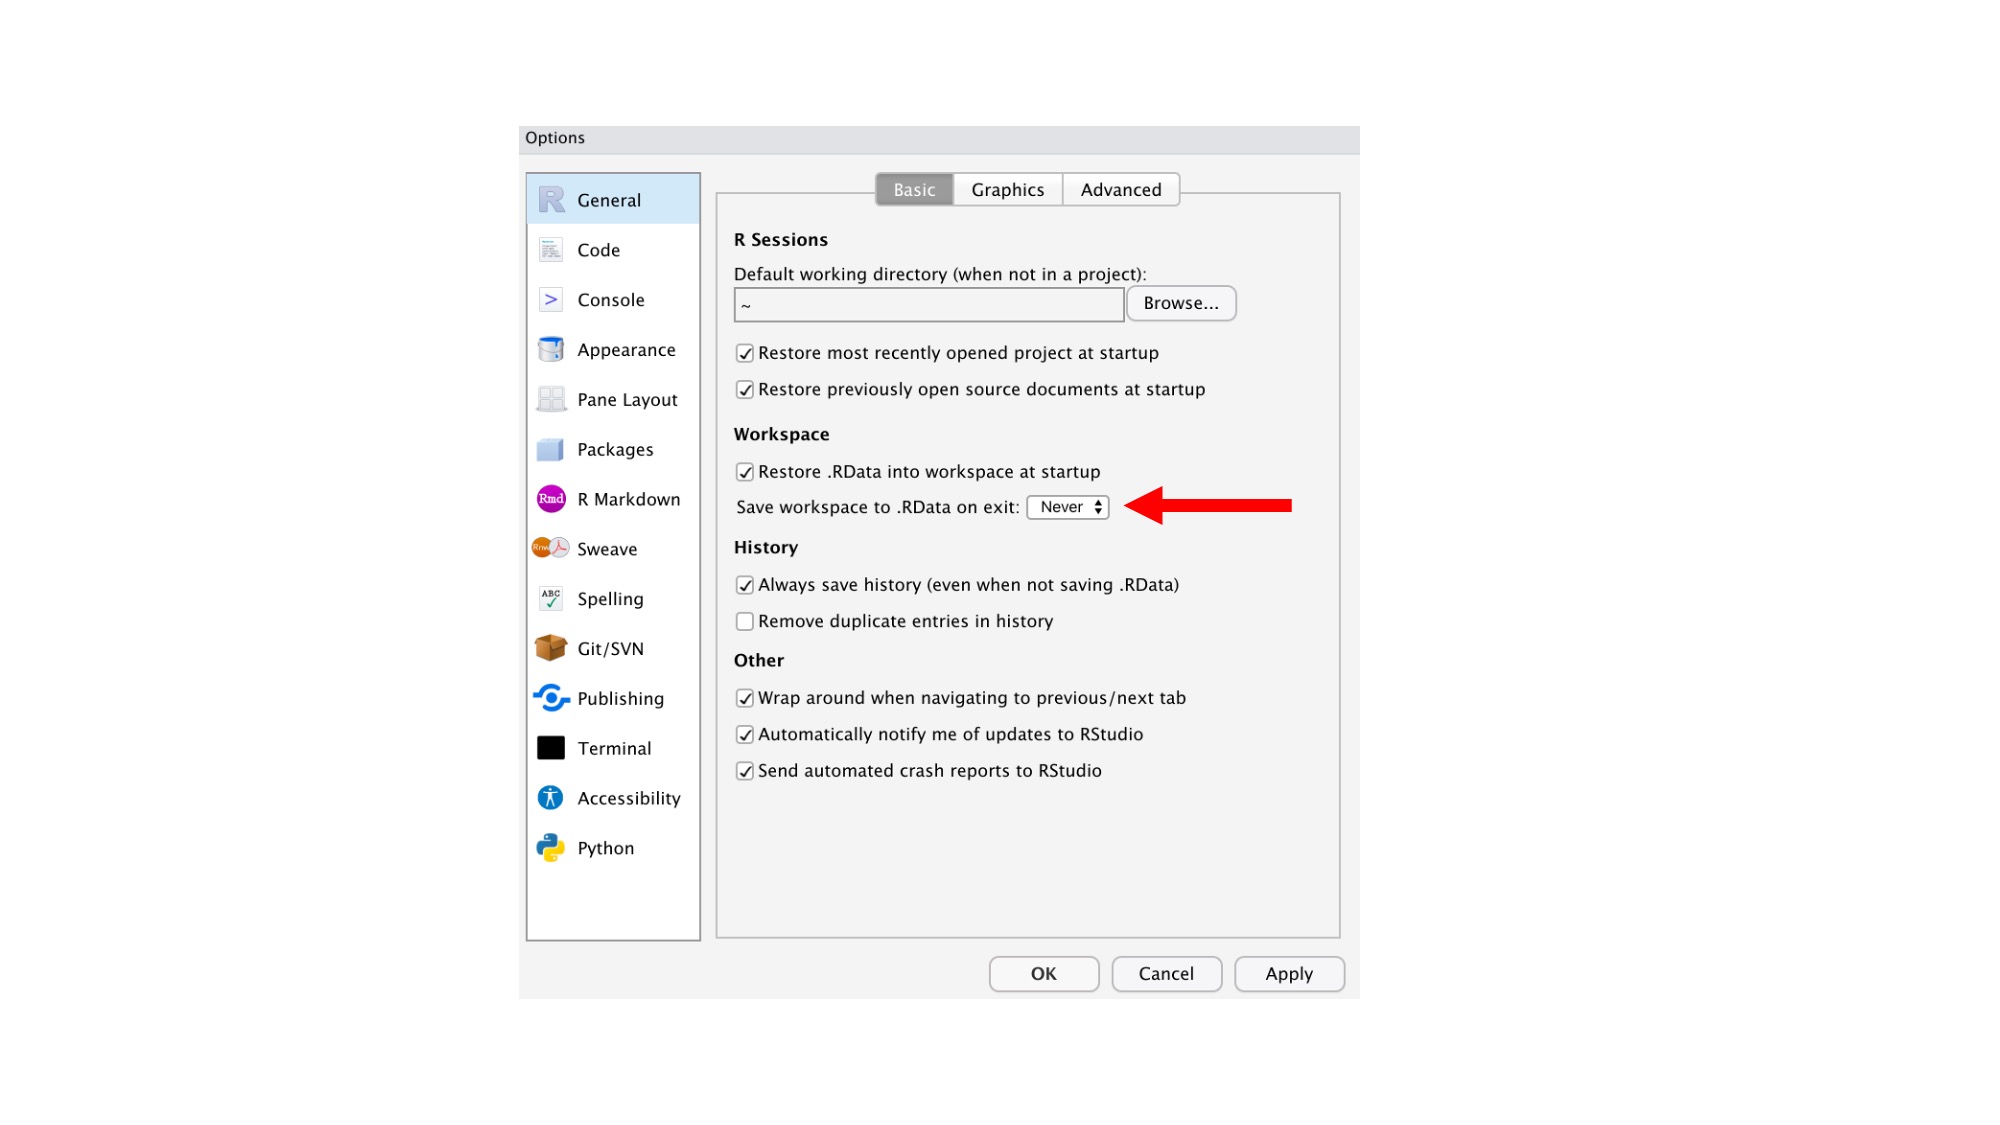 Options
General
Code
Console
Appearance
Pane Layout
Packages
Rmd R Markdown
Sweave
ABC Spelling
Git/SVN
Publishing
Terminal
Accessibility
Python
Basic Graphics Advanced
R Sessions
Default working directory (when not in a project):
~ Browse...
Restore most recently opened project at startup
Restore previously open source documents at startup
Workspace
Restore .RData into workspace at startup
Save workspace to .RData on exit: Never
History
Always save history (even when not saving .RData)
Remove duplicate entries in history
Other
Wrap around when navigating to previous/next tab
Automatically notify me of updates to RStudio
Send automated crash reports to RStudio
OK Cancel Apply